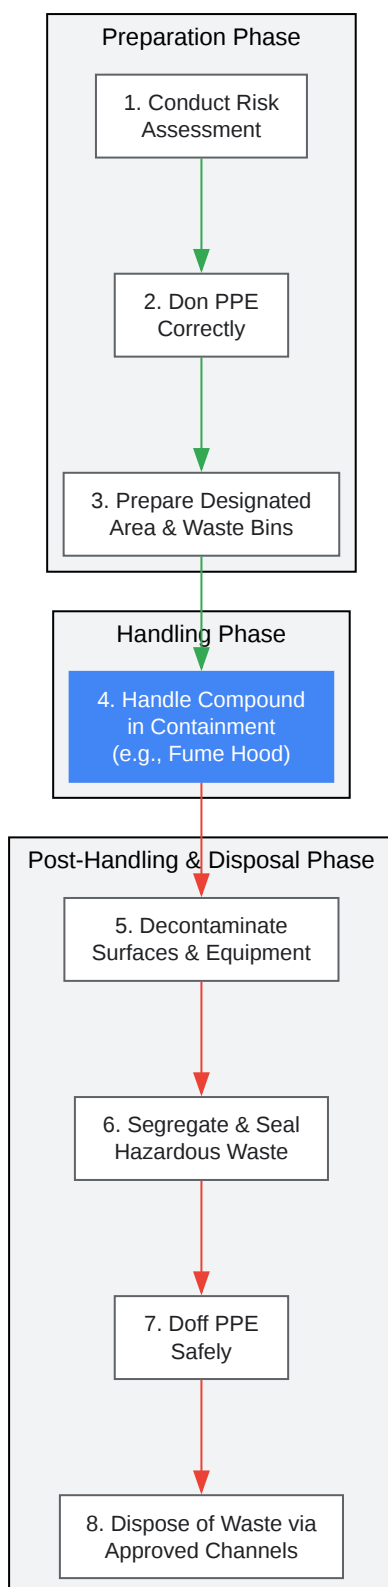 Preparation Phase
1. Conduct Risk
Assessment
2. Don PPE
Correctly
3. Prepare Designated
Area & Waste Bins
Handling Phase
4. Handle Compound
in Containment
(e.g., Fume Hood)
Post-Handling & Disposal Phase
5. Decontaminate
Surfaces & Equipment
6. Segregate & Seal
Hazardous Waste
7. Doff PPE
Safely
8. Dispose of Waste via
Approved Channels